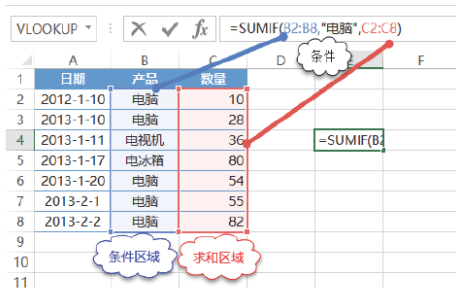 VLOOKUP fx =SUMIF(B2:B8,"电脑",C2:C8)
条件
A B C D E F
1 日期 产品 数量
2 2012-1-10 电脑 10
3 2013-1-10 电脑 28
4 2013-1-11 电视机 36 =SUMIF(B2
5 2013-1-17 电冰箱 80
6 2013-1-20 电脑 54
7 2013-2-1 电脑 55
8 2013-2-2 电脑 82
9
10
11
条件区域 求和区域